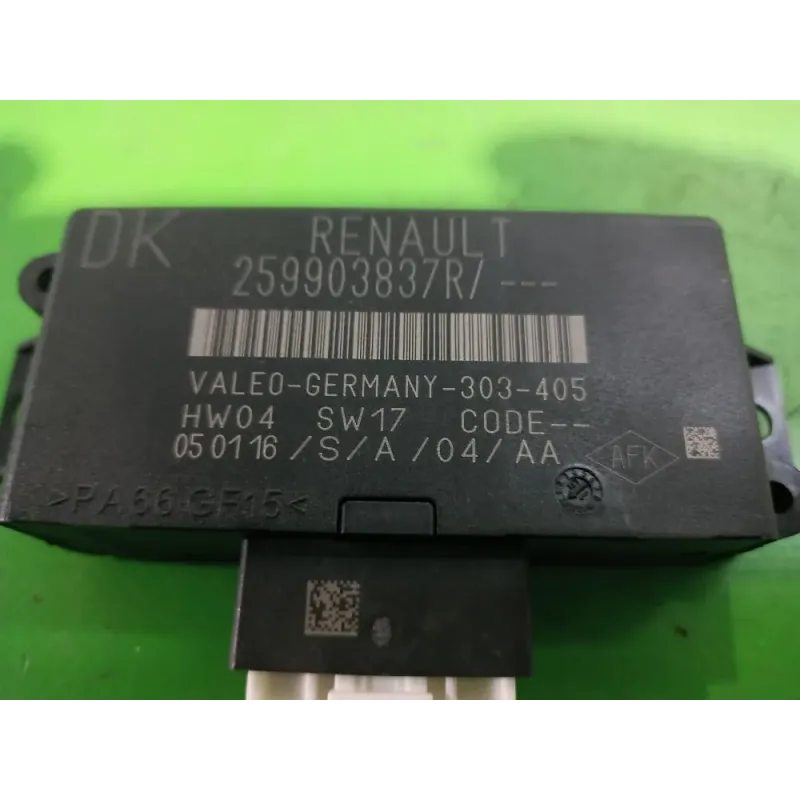 DK
RENAULT
259903837R/ ---
VALEO-GERMANY-303-405
HW04 SW17 CODE--
050116 /S/A/04/AA
AFK
>PA66 GF15<